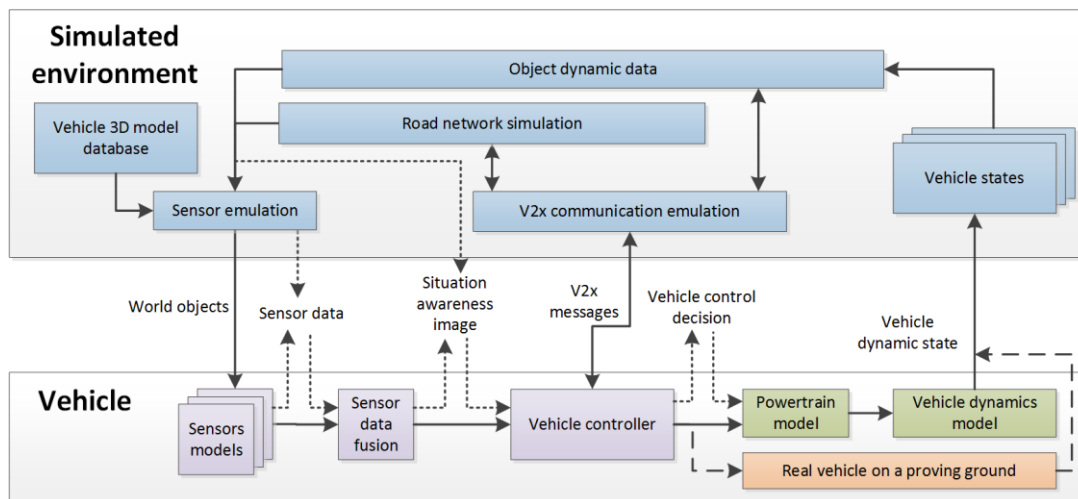 Simulated
environment
Object dynamic data
Vehicle 3D model
database
Road network simulation
Vehicle states
Sensor emulation
V2x communication emulation
World objects
Sensor data
Situation
awareness
image
V2x
messages
Vehicle control
decision
Vehicle
dynamic state
Vehicle
Sensors
models
Sensor
data
fusion
Vehicle controller
Powertrain
model
Vehicle dynamics
model
Real vehicle on a proving ground